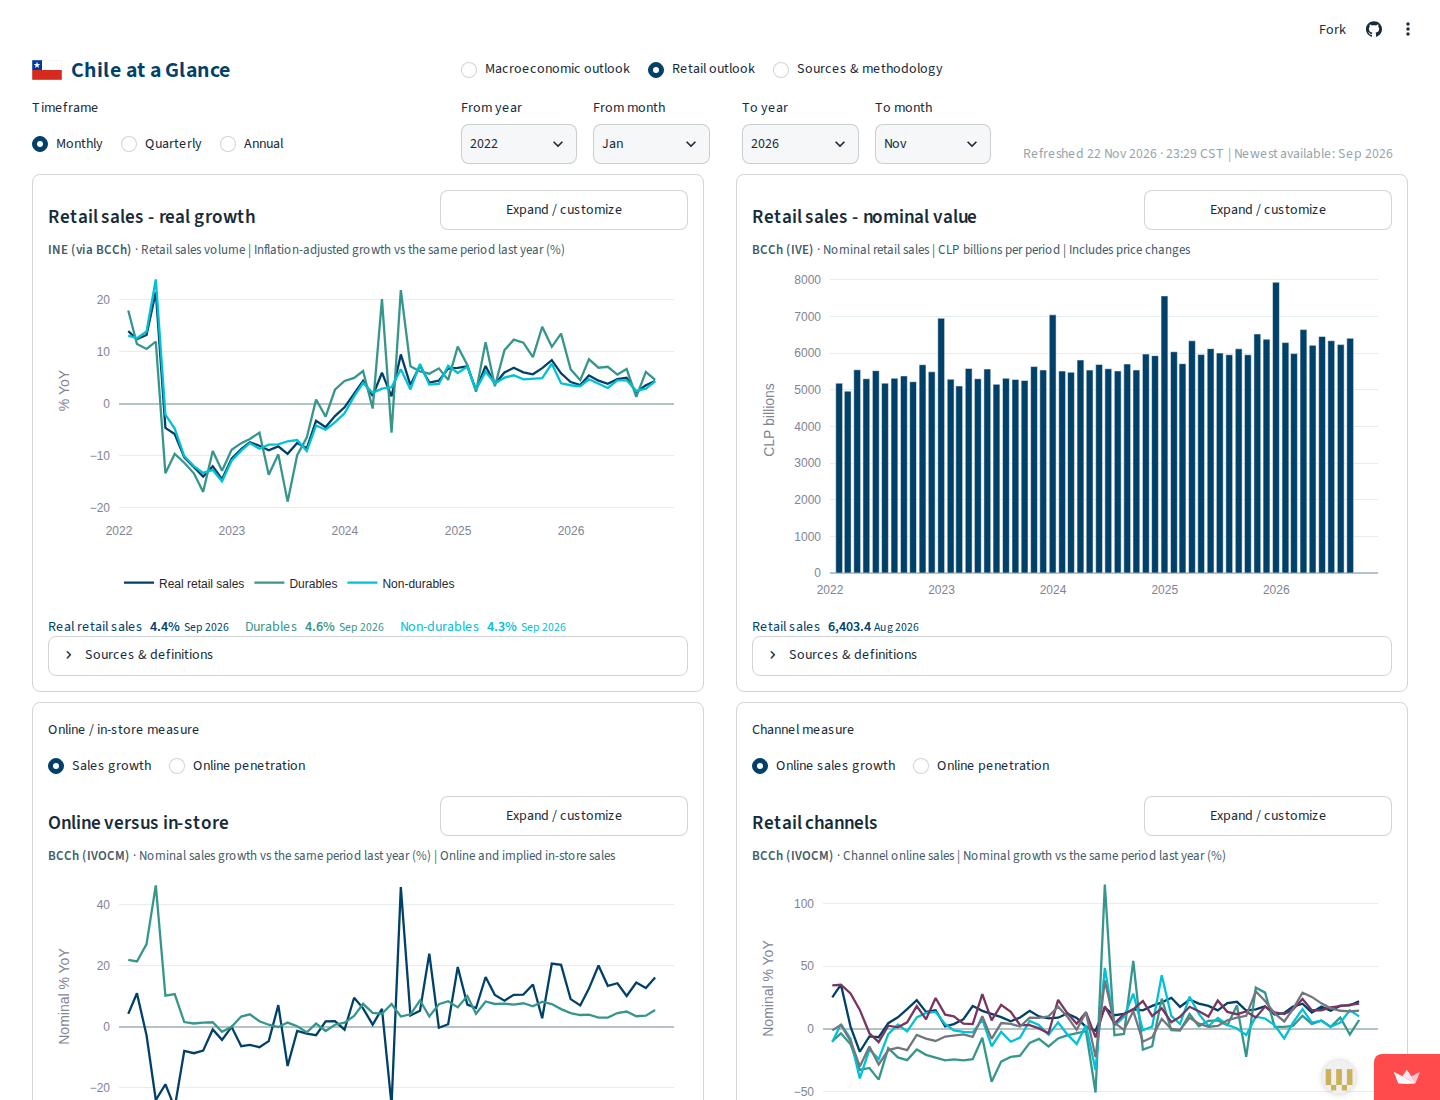 Fork
Chile at a Glance
Macroeconomic outlook
Retail outlook
Sources & methodology
Timeframe
Monthly
Quarterly
Annual
From year
From month
To year
To month
2022
Jan
2026
Nov
Refreshed 22 Nov 2026 · 23:29 CST | Newest available: Sep 2026
Retail sales - real growth
Expand / customize
INE (via BCCh) · Retail sales volume | Inflation-adjusted growth vs the same period last year (%)
% YoY
20
10
0
−10
−20
2022
2023
2024
2025
2026
Real retail sales
Durables
Non-durables
Real retail sales 4.4% Sep 2026
Durables 4.6% Sep 2026
Non-durables 4.3% Sep 2026
Sources & definitions
Retail sales - nominal value
Expand / customize
BCCh (IVE) · Nominal retail sales | CLP billions per period | Includes price changes
CLP billions
8000
7000
6000
5000
4000
3000
2000
1000
0
2022
2023
2024
2025
2026
Retail sales 6,403.4 Aug 2026
Sources & definitions
Online / in-store measure
Sales growth
Online penetration
Online versus in-store
Expand / customize
BCCh (IVOCM) · Nominal sales growth vs the same period last year (%) | Online and implied in-store sales
Nominal % YoY
40
20
0
−20
Channel measure
Online sales growth
Online penetration
Retail channels
Expand / customize
BCCh (IVOCM) · Channel online sales | Nominal growth vs the same period last year (%)
Nominal % YoY
100
50
0
−50